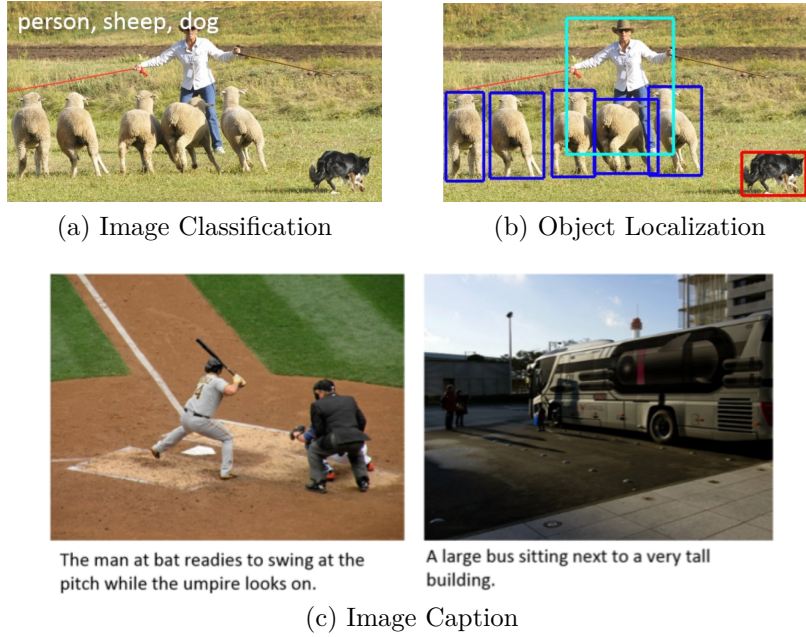 person, sheep, dog
(a) Image Classification
(b) Object Localization
The man at bat readies to swing at the
pitch while the umpire looks on.
A large bus sitting next to a very tall
building.
(c) Image Caption